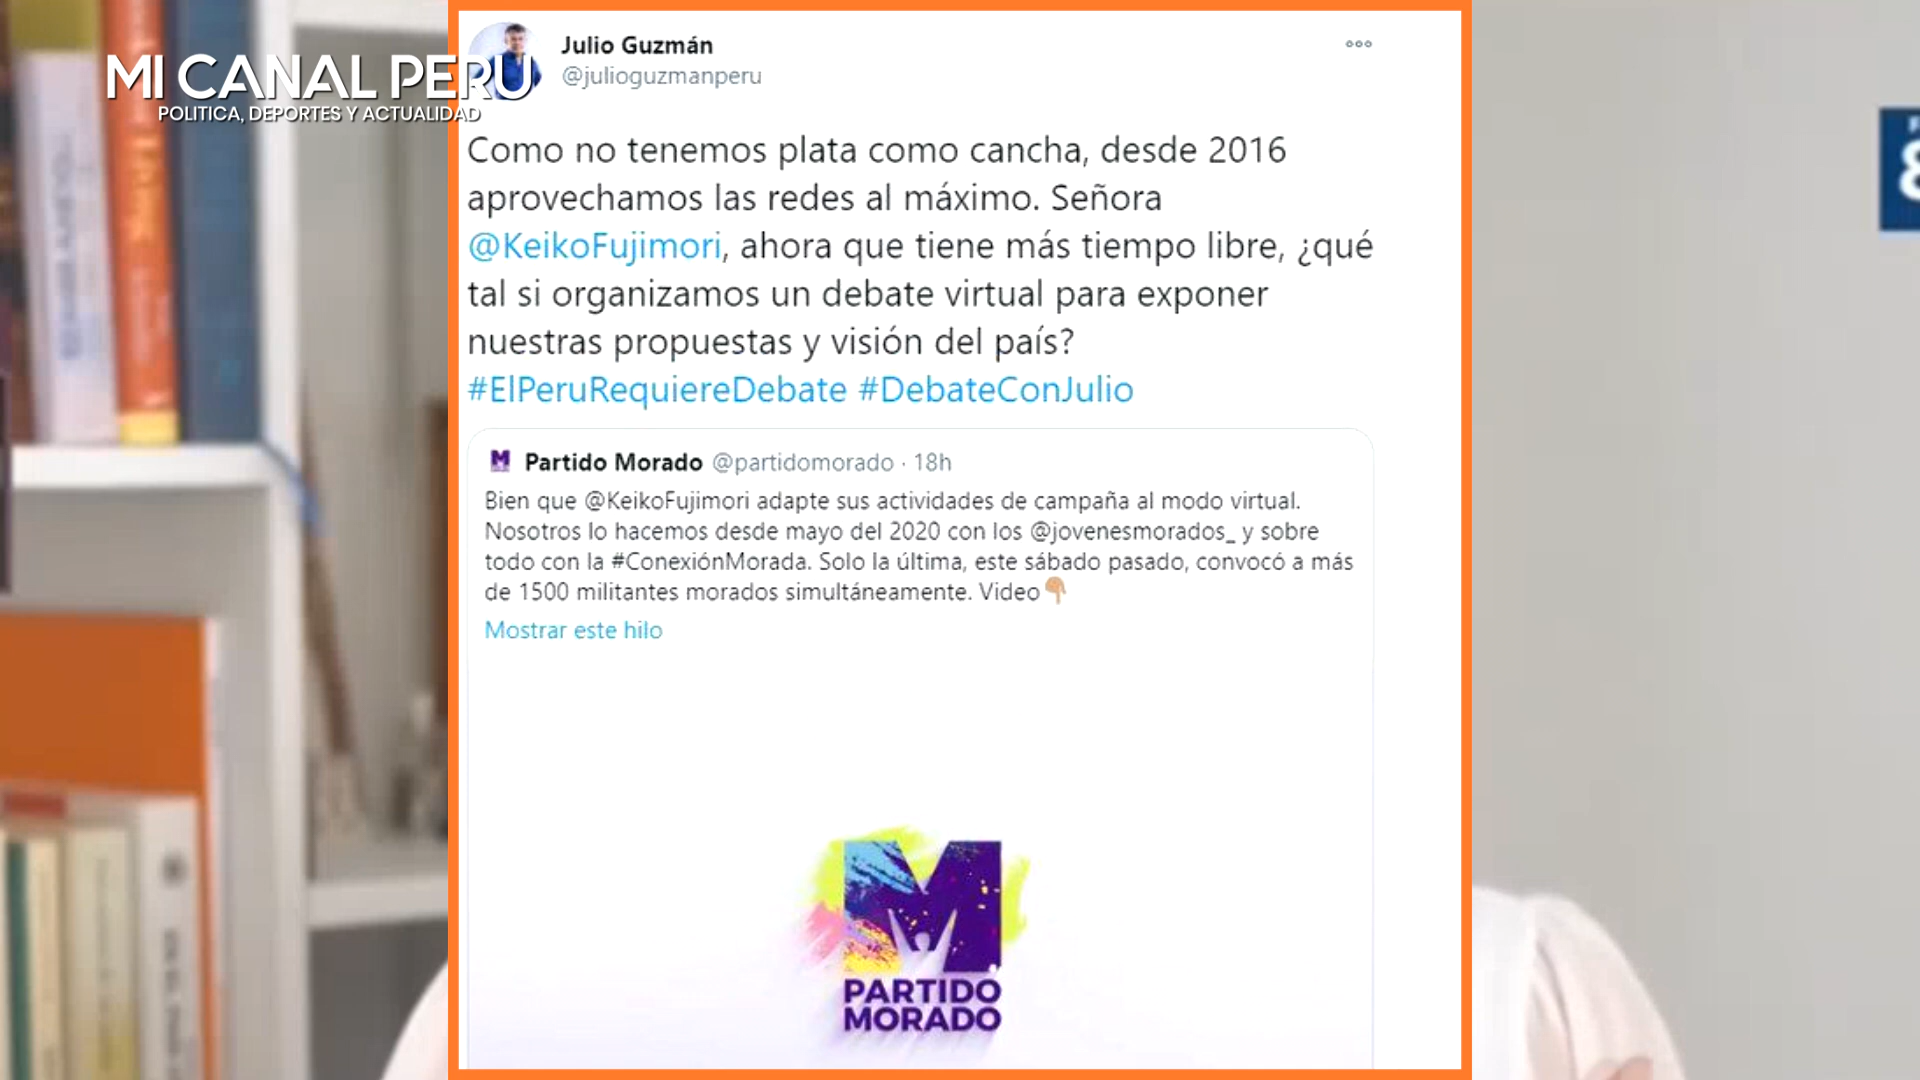 MI CANAL PERU
POLITICA, DEPORTES Y ACTUALIDAD
Julio Guzmán
@julioguzmanperu
Como no tenemos plata como cancha, desde 2016
aprovechamos las redes al máximo. Señora
@KeikoFujimori, ahora que tiene más tiempo libre, ¿qué
tal si organizamos un debate virtual para exponer
nuestras propuestas y visión del país?
#ElPeruRequiereDebate #DebateConJulio
Partido Morado @partidomorado · 18h
Bien que @KeikoFujimori adapte sus actividades de campaña al modo virtual.
Nosotros lo hacemos desde mayo del 2020 con los @jovenesmorados_ y sobre
todo con la #ConexiónMorada. Solo la última, este sábado pasado, convocó a más
de 1500 militantes morados simultáneamente. Video👇🏼
Mostrar este hilo
M
PARTIDO
MORADO